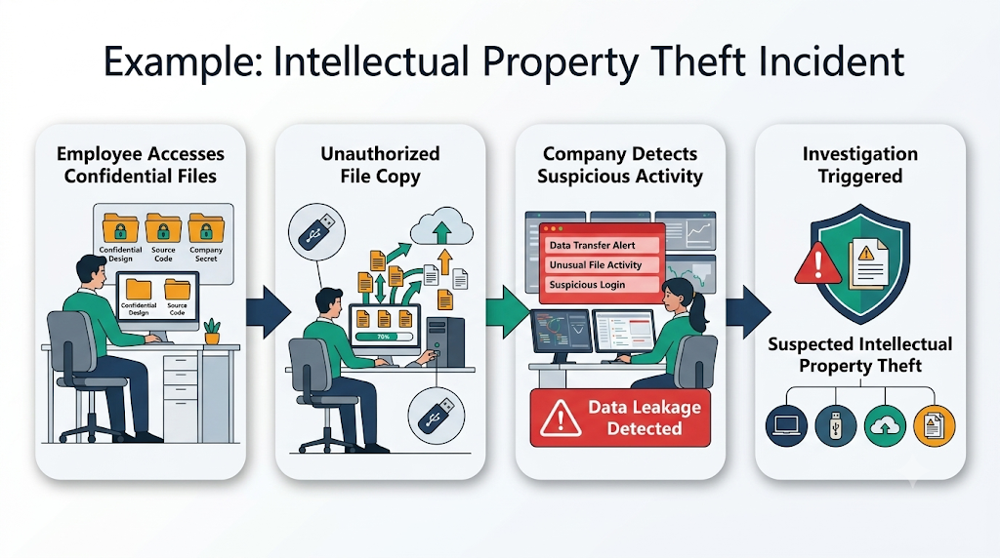 Example: Intellectual Property Theft Incident
Employee Accesses
Confidential Files
Confidential
Design
Source
Code
Company
Secret
Confidential
Design
Source
Code
Unauthorized
File Copy
70%
Company Detects
Suspicious Activity
Data Transfer Alert
Unusual File Activity
Suspicious Login
Data Leakage
Detected
Investigation
Triggered
Suspected Intellectual
Property Theft